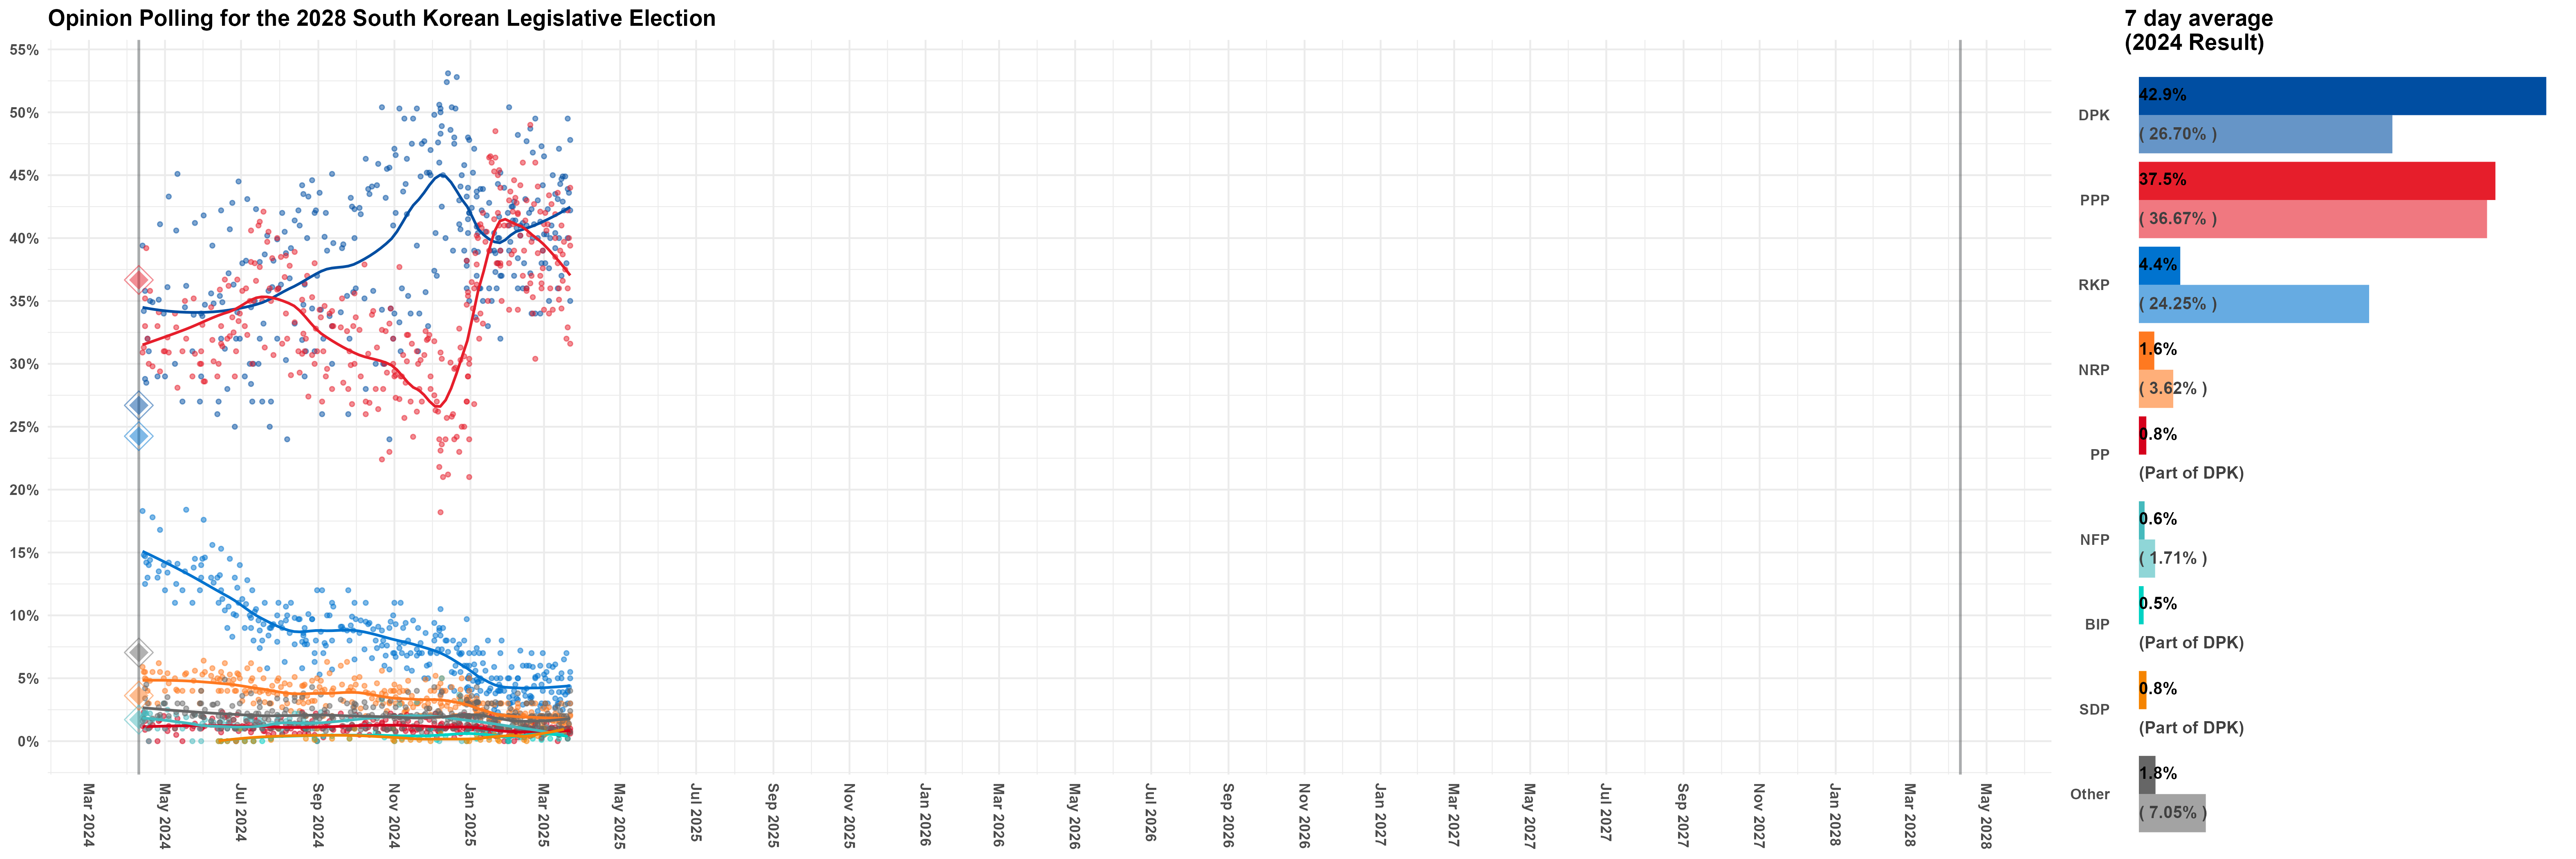 Opinion Polling for the 2028 South Korean Legislative Election
55%
50%
45%
40%
35%
30%
25%
20%
15%
10%
5%
0%
Mar 2024
May 2024
Jul 2024
Sep 2024
Nov 2024
Jan 2025
Mar 2025
May 2025
Jul 2025
Sep 2025
Nov 2025
Jan 2026
Mar 2026
May 2026
Jul 2026
Sep 2026
Nov 2026
Jan 2027
Mar 2027
May 2027
Jul 2027
Sep 2027
Nov 2027
Jan 2028
Mar 2028
May 2028
7 day average
(2024 Result)
DPK
42.9%
( 26.70% )
PPP
37.5%
( 36.67% )
RKP
4.4%
( 24.25% )
NRP
1.6%
( 3.62% )
PP
0.8%
(Part of DPK)
NFP
0.6%
( 1.71% )
BIP
0.5%
(Part of DPK)
SDP
0.8%
(Part of DPK)
Other
1.8%
( 7.05% )